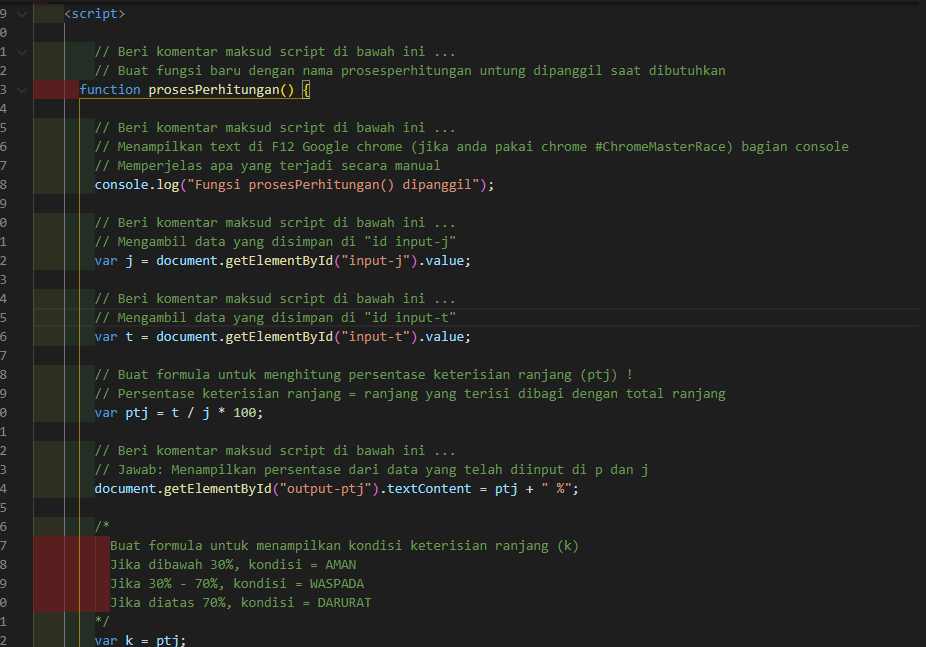 9 <script>
0
1 // Beri komentar maksud script di bawah ini ...
2 // Buat fungsi baru dengan nama prosesperhitungan untung dipanggil saat dibutuhkan
3 function prosesPerhitungan() {
4
5 // Beri komentar maksud script di bawah ini ...
6 // Menampilkan text di F12 Google chrome (jika anda pakai chrome #ChromeMasterRace) bagian console
7 // Memperjelas apa yang terjadi secara manual
8 console.log("Fungsi prosesPerhitungan() dipanggil");
9
0 // Beri komentar maksud script di bawah ini ...
1 // Mengambil data yang disimpan di "id input-j"
2 var j = document.getElementById("input-j").value;
3
4 // Beri komentar maksud script di bawah ini ...
5 // Mengambil data yang disimpan di "id input-t"
6 var t = document.getElementById("input-t").value;
7
8 // Buat formula untuk menghitung persentase keterisian ranjang (ptj) !
9 // Persentase keterisian ranjang = ranjang yang terisi dibagi dengan total ranjang
0 var ptj = t / j * 100;
1
2 // Beri komentar maksud script di bawah ini ...
3 // Jawab: Menampilkan persentase dari data yang telah diinput di p dan j
4 document.getElementById("output-ptj").textContent = ptj + " %";
5
6 /*
7 Buat formula untuk menampilkan kondisi keterisian ranjang (k)
8 Jika dibawah 30%, kondisi = AMAN
9 Jika 30% - 70%, kondisi = WASPADA
0 Jika diatas 70%, kondisi = DARURAT
1 */
2 var k = ptj;